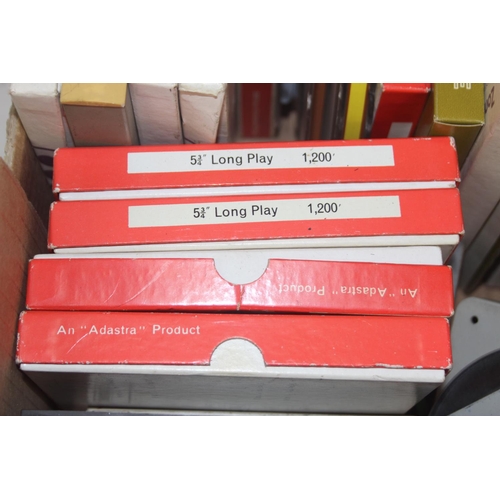 5¾" Long Play 1,200'
5¾" Long Play 1,200'
An "Adastra" Product
An "Adastra" Product